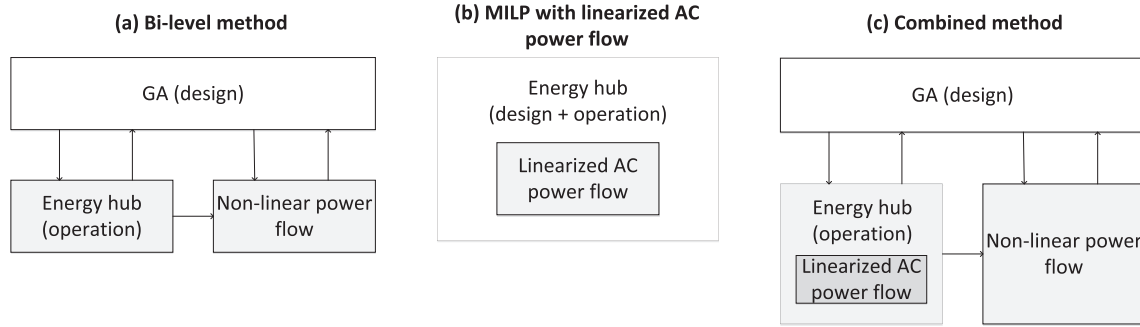 (a) Bi-level method
GA (design)
Energy hub
(operation)
Non-linear power
flow
(b) MILP with linearized AC
power flow
Energy hub
(design + operation)
Linearized AC
power flow
(c) Combined method
GA (design)
Energy hub
(operation)
Linearized AC
power flow
Non-linear power
flow